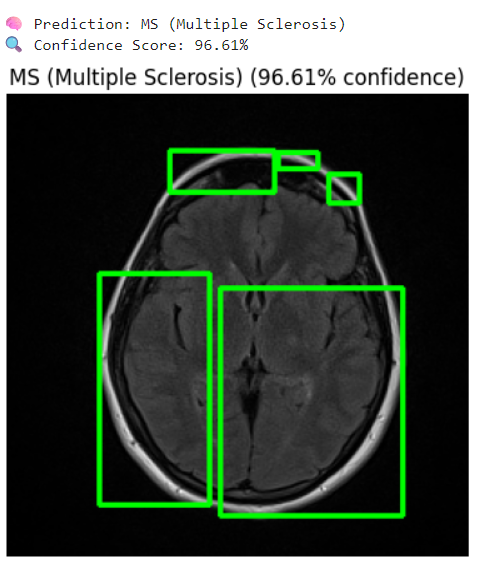 🧠 Prediction: MS (Multiple Sclerosis)
🔍 Confidence Score: 96.61%
MS (Multiple Sclerosis) (96.61% confidence)